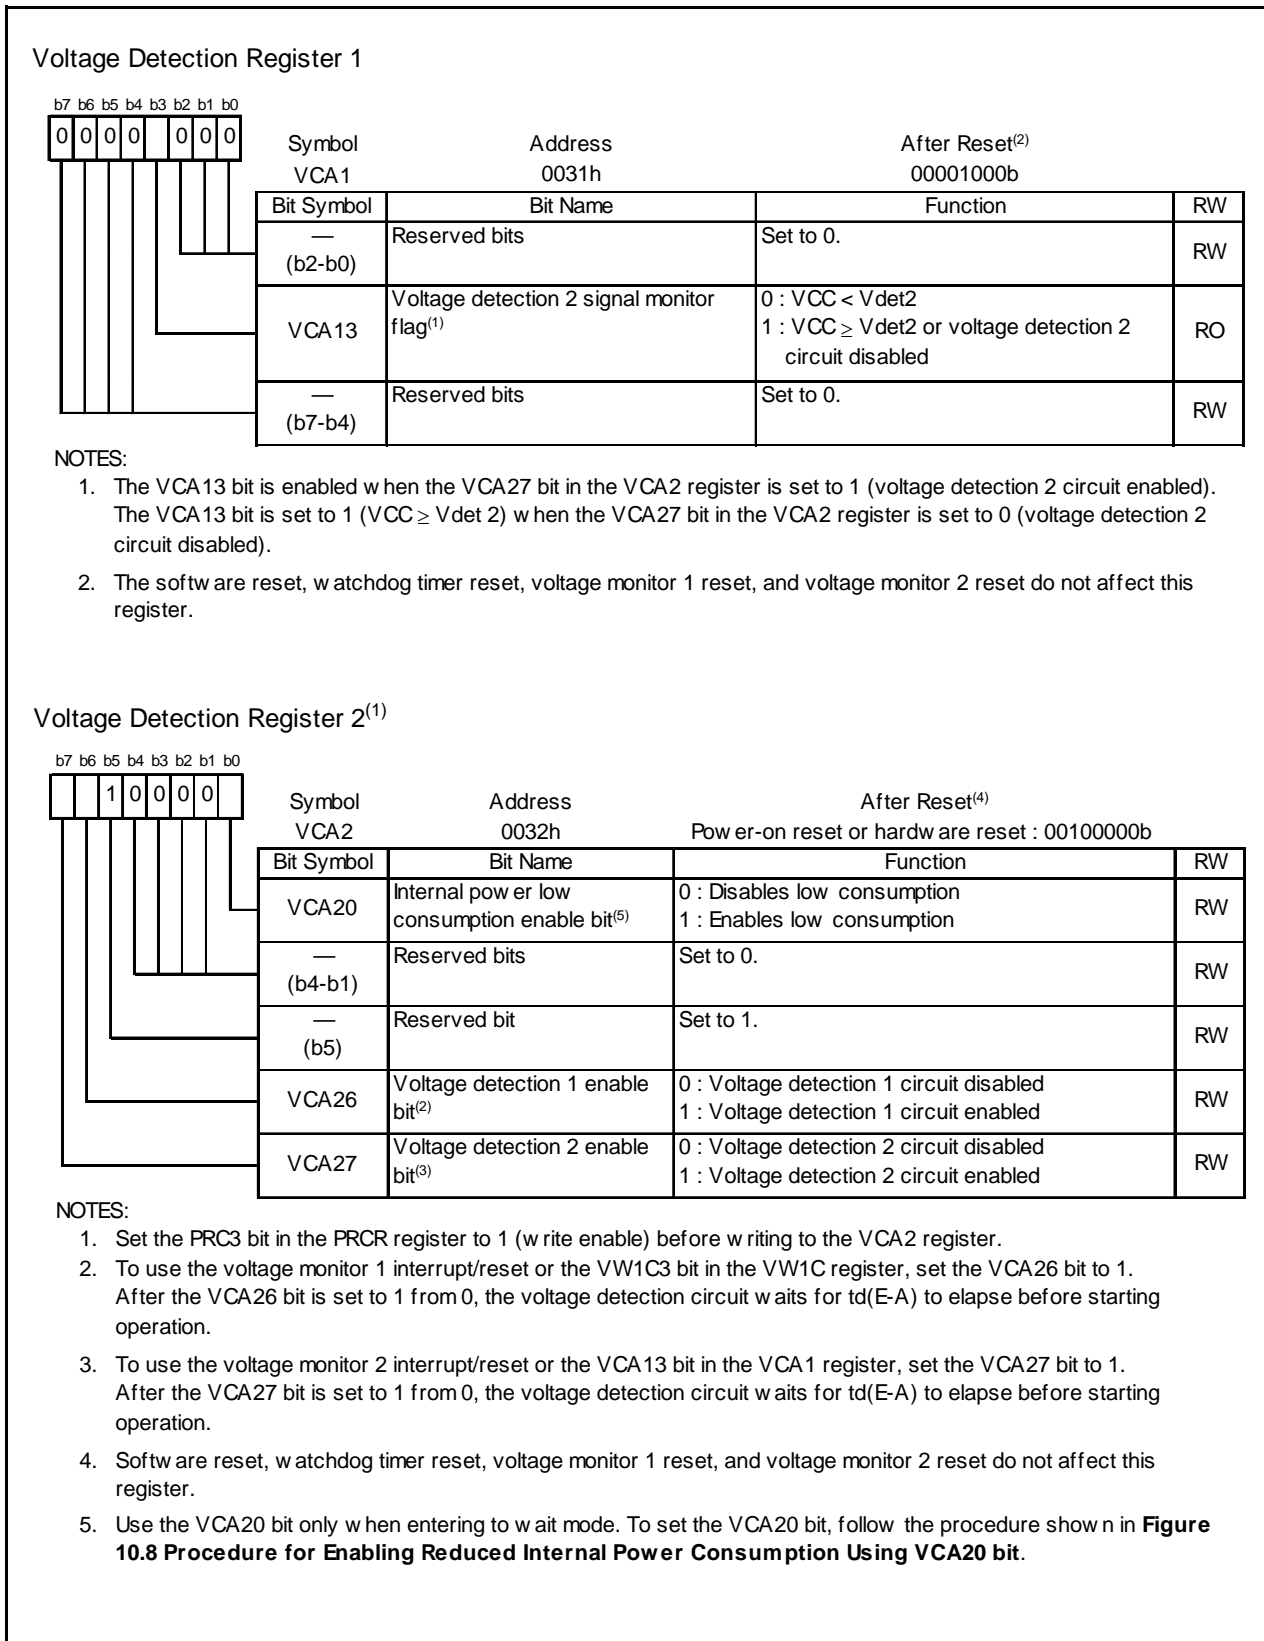 Voltage Detection Register 1
b7 b6 b5 b4 b3 b2 b1 b0
0 0 0 0 0 0 0
Symbol Address After Reset(2)
VCA1 0031h 00001000b
Bit Symbol Bit Name Function RW
— Reserved bits Set to 0. RW
(b2-b0)
VCA13 Voltage detection 2 signal monitor 0 : VCC < Vdet2 RO
flag(1) 1 : VCC ≥ Vdet2 or voltage detection 2
circuit disabled
— Reserved bits Set to 0. RW
(b7-b4)
NOTES:
1. The VCA13 bit is enabled when the VCA27 bit in the VCA2 register is set to 1 (voltage detection 2 circuit enabled).
The VCA13 bit is set to 1 (VCC ≥ Vdet 2) when the VCA27 bit in the VCA2 register is set to 0 (voltage detection 2
circuit disabled).
2. The software reset, watchdog timer reset, voltage monitor 1 reset, and voltage monitor 2 reset do not affect this
register.
Voltage Detection Register 2(1)
b7 b6 b5 b4 b3 b2 b1 b0
1 0 0 0 0
Symbol Address After Reset(4)
VCA2 0032h Power-on reset or hardware reset : 00100000b
Bit Symbol Bit Name Function RW
VCA20 Internal power low 0 : Disables low consumption RW
consumption enable bit(5) 1 : Enables low consumption
— Reserved bits Set to 0. RW
(b4-b1)
— Reserved bit Set to 1. RW
(b5)
VCA26 Voltage detection 1 enable 0 : Voltage detection 1 circuit disabled RW
bit(2) 1 : Voltage detection 1 circuit enabled
VCA27 Voltage detection 2 enable 0 : Voltage detection 2 circuit disabled RW
bit(3) 1 : Voltage detection 2 circuit enabled
NOTES:
1. Set the PRC3 bit in the PRCR register to 1 (write enable) before writing to the VCA2 register.
2. To use the voltage monitor 1 interrupt/reset or the VW1C3 bit in the VW1C register, set the VCA26 bit to 1.
After the VCA26 bit is set to 1 from 0, the voltage detection circuit waits for td(E-A) to elapse before starting
operation.
3. To use the voltage monitor 2 interrupt/reset or the VCA13 bit in the VCA1 register, set the VCA27 bit to 1.
After the VCA27 bit is set to 1 from 0, the voltage detection circuit waits for td(E-A) to elapse before starting
operation.
4. Software reset, watchdog timer reset, voltage monitor 1 reset, and voltage monitor 2 reset do not affect this
register.
5. Use the VCA20 bit only when entering to wait mode. To set the VCA20 bit, follow the procedure shown in Figure
10.8 Procedure for Enabling Reduced Internal Power Consumption Using VCA20 bit.